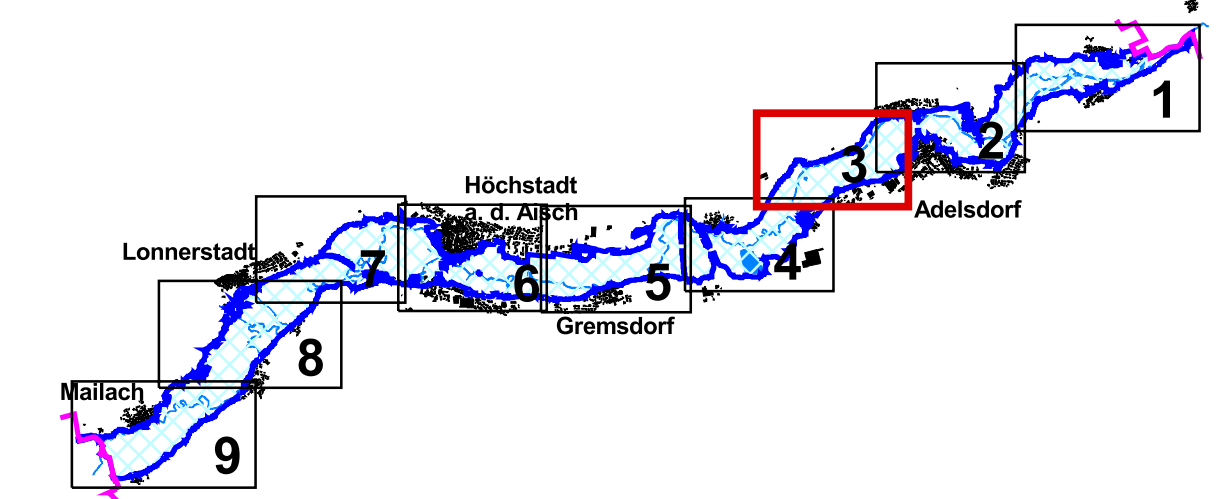 1
2
3
Adelsdorf
Höchstadt
a. d. Aisch
4
5
6
7
Lonnerstadt
Gremsdorf
8
Mailach
9